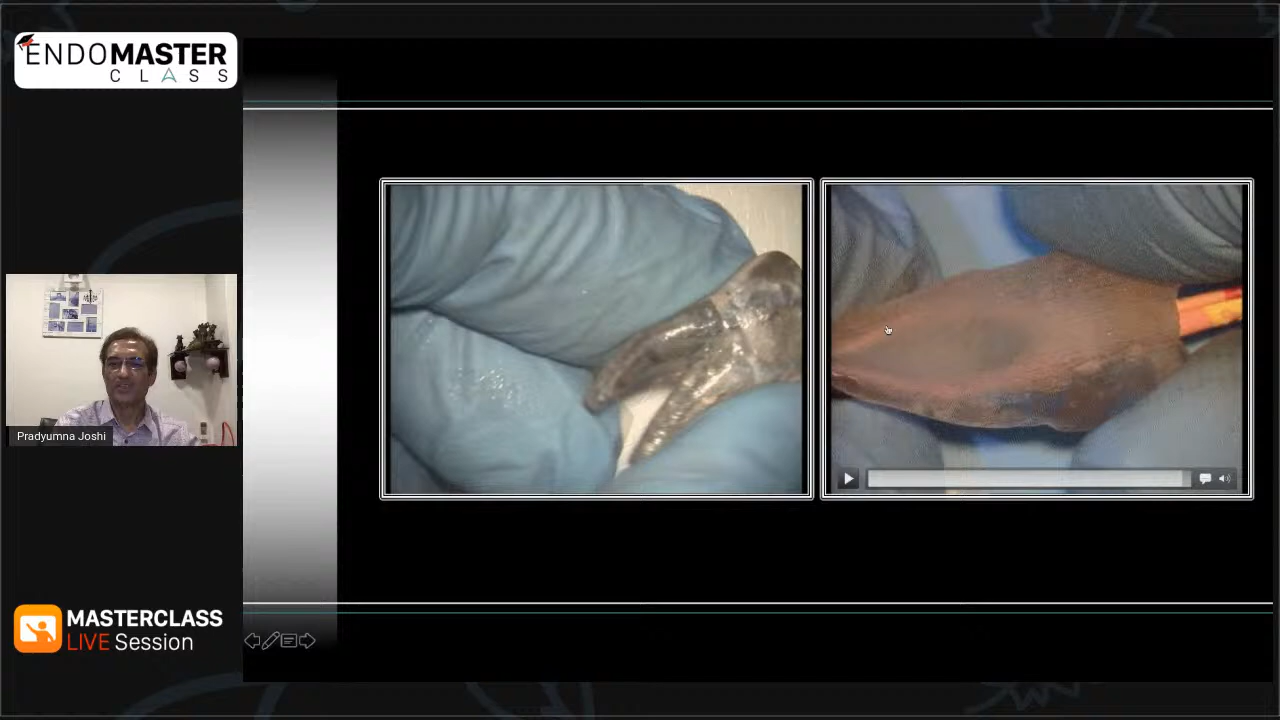 ENDOMASTER
CLASS
Pradyumna Joshi
MASTERCLASS
LIVE Session